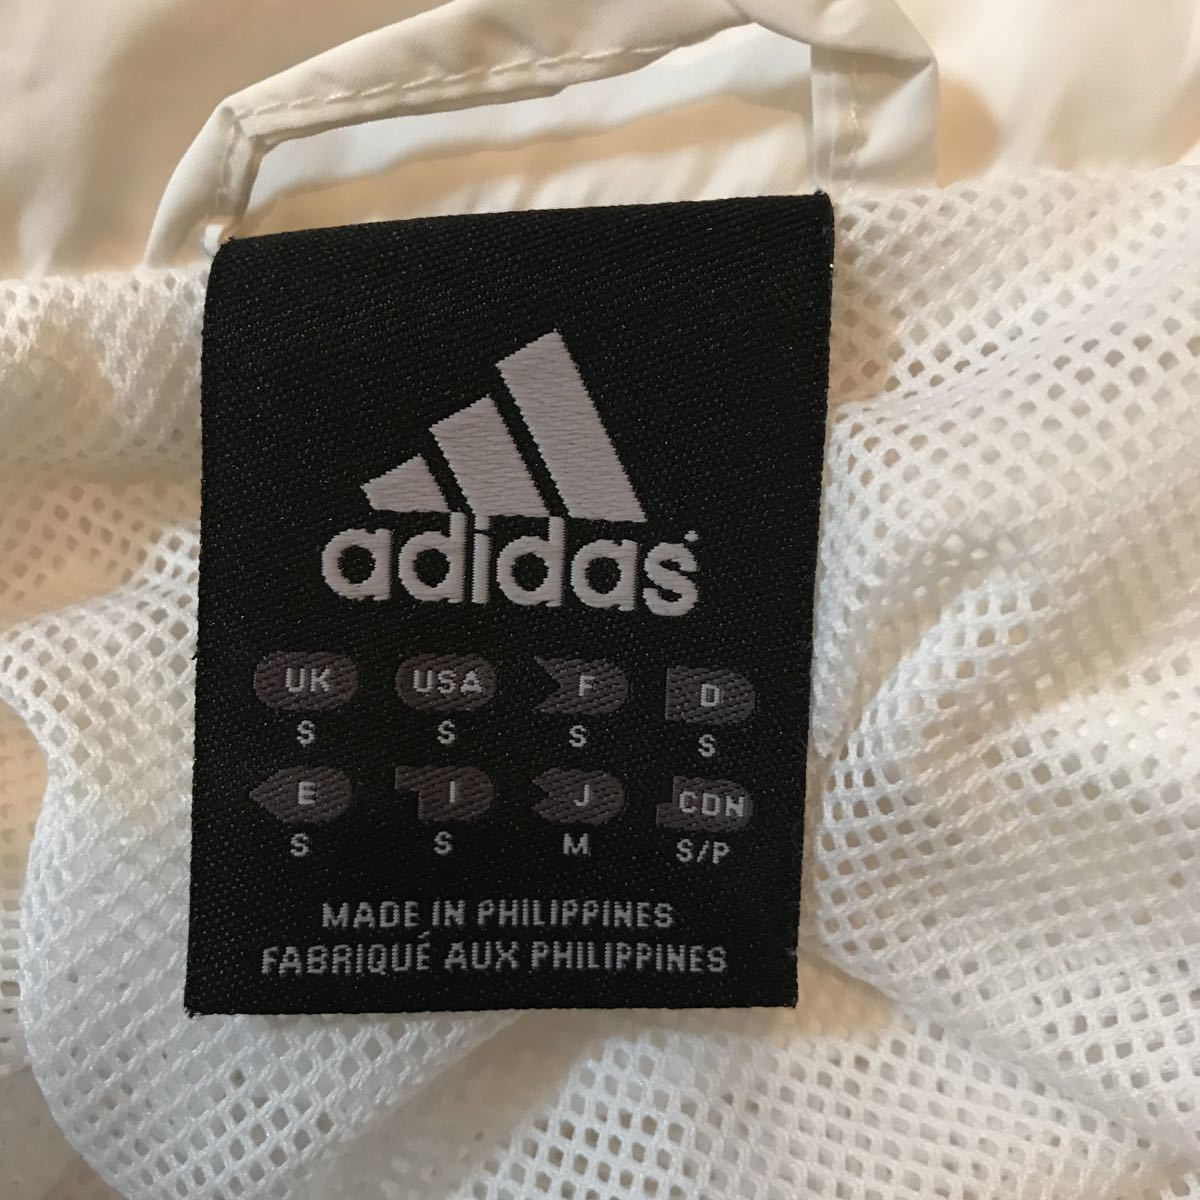 adidas
UK USA F D
S S S S
E I J CDN
S S M S/P
MADE IN PHILIPPINES
FABRIQUÉ AUX PHILIPPINES